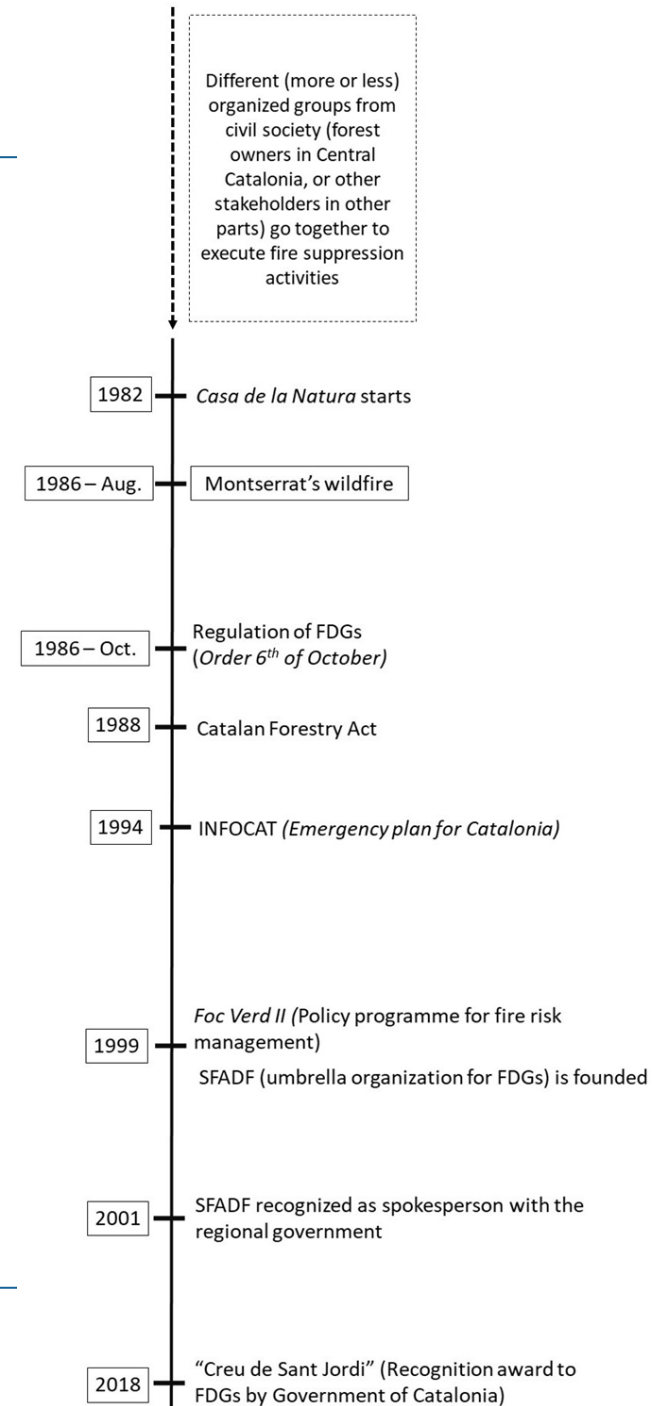 Different (more or less)
organized groups from
civil society (forest
owners in Central
Catalonia, or other
stakeholders in other
parts) go together to
execute fire suppression
activities
1982
Casa de la Natura starts
1986 – Aug.
Montserrat's wildfire
1986 – Oct.
Regulation of FDGs
(Order 6th of October)
1988
Catalan Forestry Act
1994
INFOCAT (Emergency plan for Catalonia)
1999
Foc Verd II (Policy programme for fire risk
management)
SFADF (umbrella organization for FDGs) is founded
2001
SFADF recognized as spokesperson with the
regional government
2018
“Creu de Sant Jordi” (Recognition award to
FDGs by Government of Catalonia)